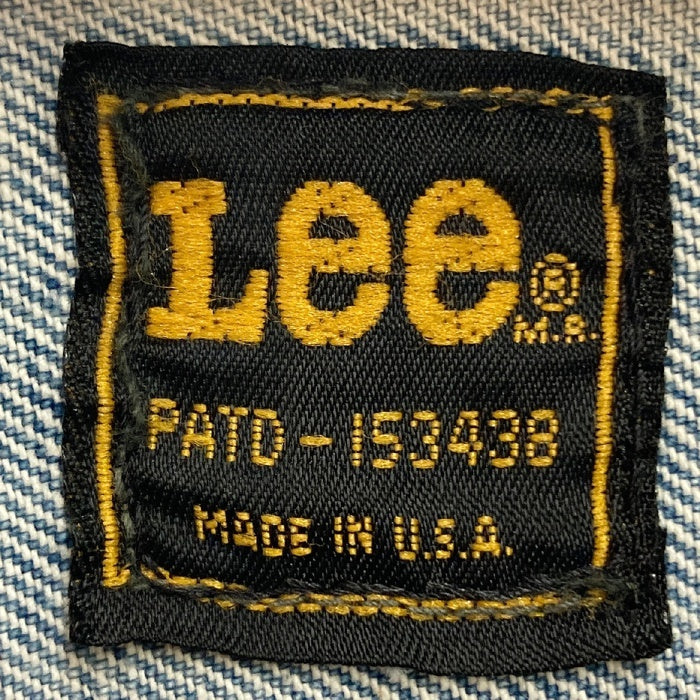 Lee®
M.R.
PATD - 153438
MADE IN U.S.A.